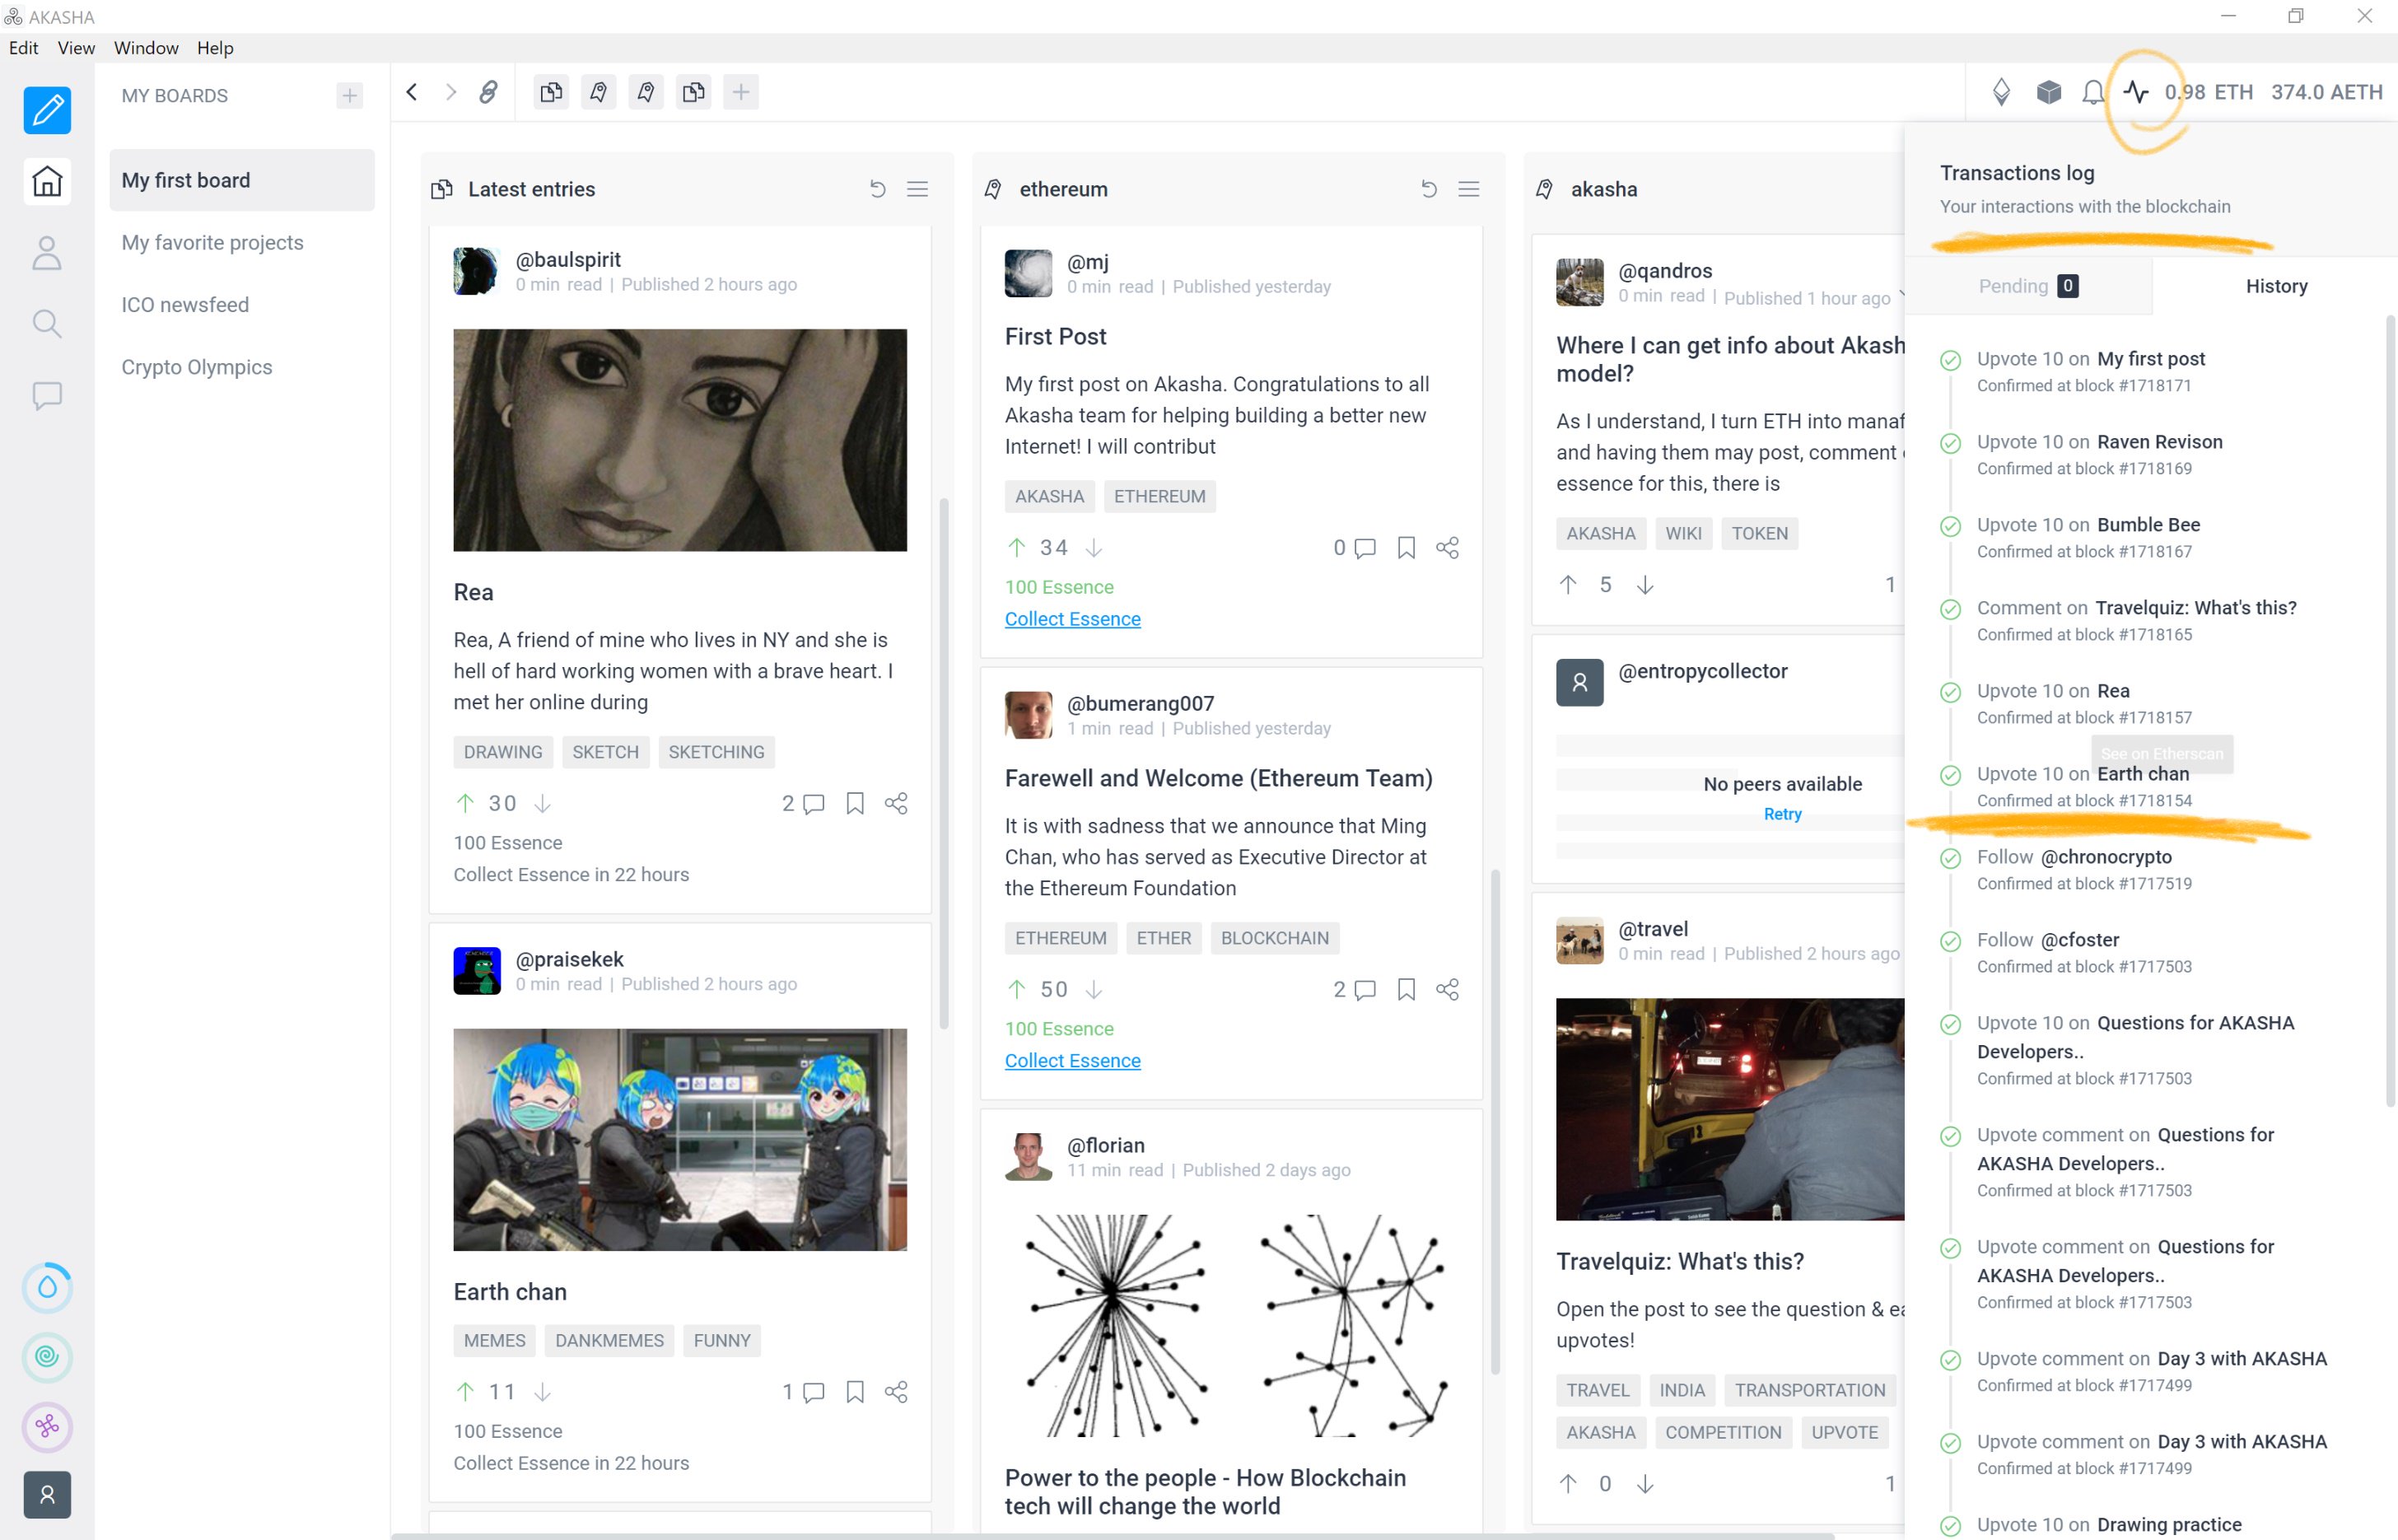 AKASHA
Edit View Window Help
MY BOARDS
My first board
My favorite projects
ICO newsfeed
Crypto Olympics
0.98 ETH 374.0 AETH
Latest entries
@baulspirit
0 min read | Published 2 hours ago
Rea
Rea, A friend of mine who lives in NY and she is
hell of hard working women with a brave heart. I
met her online during
DRAWING SKETCH SKETCHING
30 2
100 Essence
Collect Essence in 22 hours
@praisekek
0 min read | Published 2 hours ago
Earth chan
MEMES DANKMEMES FUNNY
11 1
100 Essence
Collect Essence in 22 hours
ethereum
@mj
0 min read | Published yesterday
First Post
My first post on Akasha. Congratulations to all
Akasha team for helping building a better new
Internet! I will contribut
AKASHA ETHEREUM
34 0
100 Essence
Collect Essence
@bumerang007
1 min read | Published yesterday
Farewell and Welcome (Ethereum Team)
It is with sadness that we announce that Ming
Chan, who has served as Executive Director at
the Ethereum Foundation
ETHEREUM ETHER BLOCKCHAIN
50 2
100 Essence
Collect Essence
@florian
11 min read | Published 2 days ago
Power to the people - How Blockchain
tech will change the world
akasha
@qandros
0 min read | Published 1 hour ago
Where I can get info about Akash
model?
As I understand, I turn ETH into manaf
and having them may post, comment
essence for this, there is
AKASHA WIKI TOKEN
5 1
@entropycollector
No peers available
Retry
@travel
0 min read | Published 2 hours ago
Travelquiz: What's this?
Open the post to see the question & ea
upvotes!
TRAVEL INDIA TRANSPORTATION
AKASHA COMPETITION UPVOTE
0 1
Transactions log
Your interactions with the blockchain
Pending 0 History
Upvote 10 on My first post
Confirmed at block #1718171
Upvote 10 on Raven Revison
Confirmed at block #1718169
Upvote 10 on Bumble Bee
Confirmed at block #1718167
Comment on Travelquiz: What's this?
Confirmed at block #1718165
Upvote 10 on Rea
Confirmed at block #1718157
See on Etherscan
Upvote 10 on Earth chan
Confirmed at block #1718154
Follow @chronocrypto
Confirmed at block #1717519
Follow @cfoster
Confirmed at block #1717503
Upvote 10 on Questions for AKASHA
Developers..
Confirmed at block #1717503
Upvote comment on Questions for
AKASHA Developers..
Confirmed at block #1717503
Upvote comment on Questions for
AKASHA Developers..
Confirmed at block #1717503
Upvote comment on Day 3 with AKASHA
Confirmed at block #1717499
Upvote comment on Day 3 with AKASHA
Confirmed at block #1717499
Upvote 10 on Drawing practice